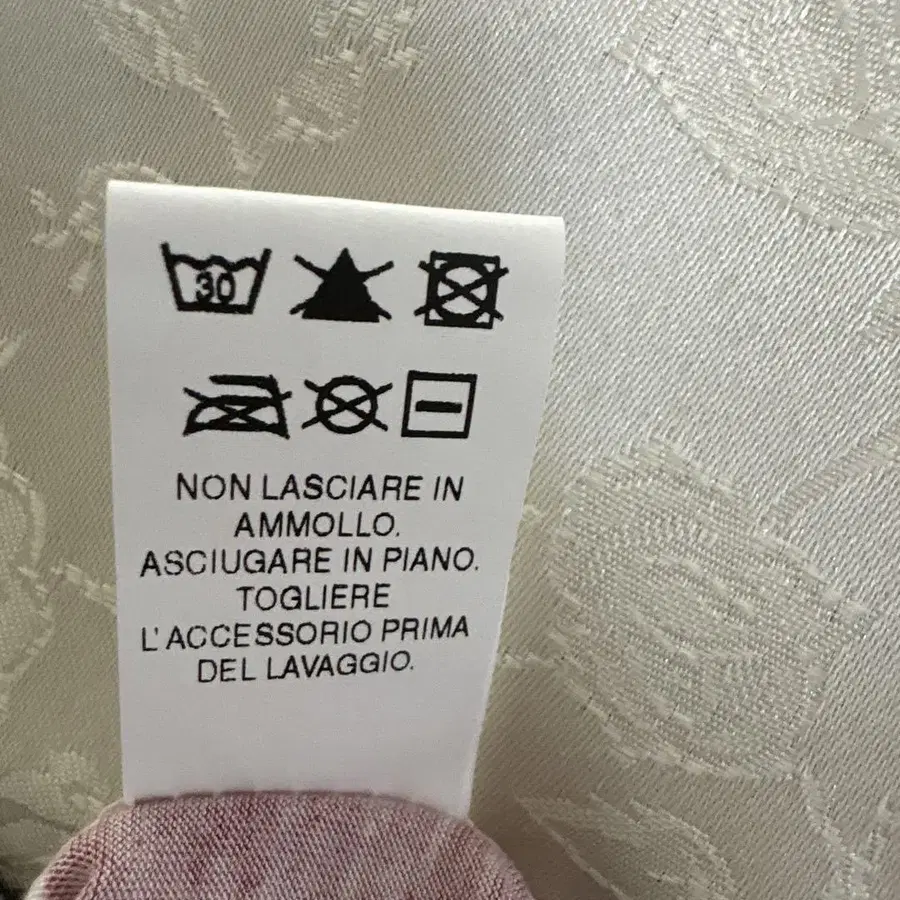 30
NON LASCIARE IN
AMMOLLO.
ASCIUGARE IN PIANO.
TOGLIERE
L'ACCESSORIO PRIMA
DEL LAVAGGIO.